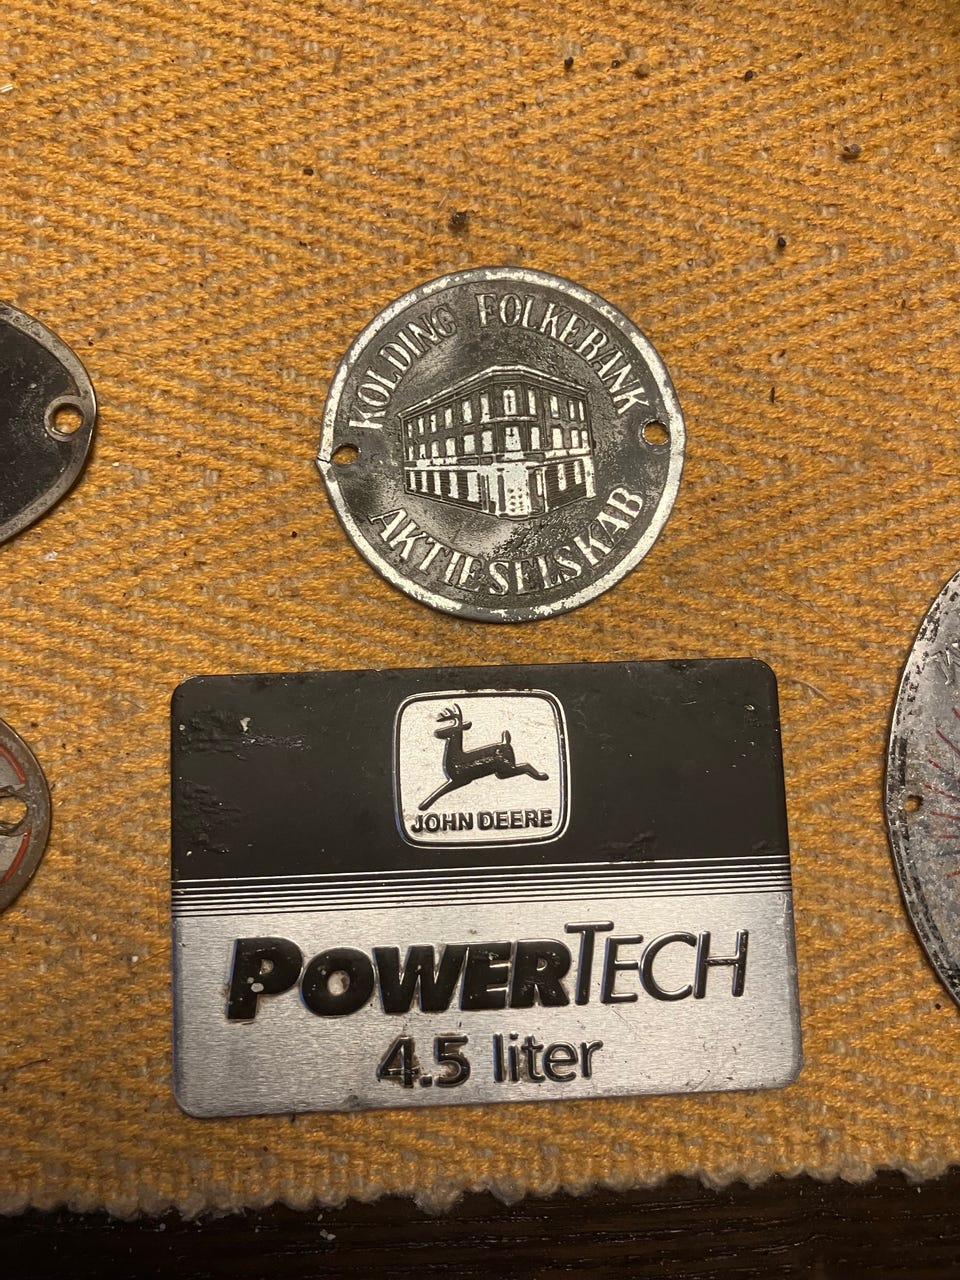 KOLDING FOLKEBANK
AKTIESELSKAB
JOHN DEERE
POWERTECH
4.5 liter